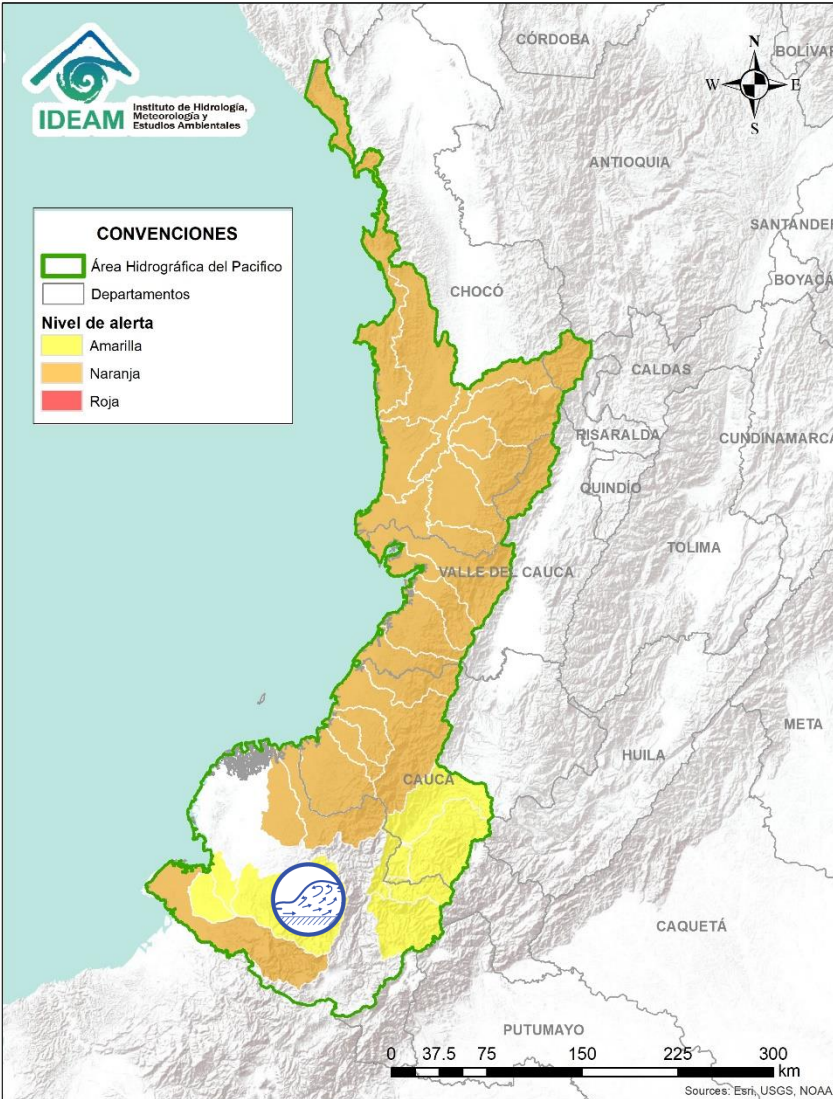 IDEAM
Instituto de Hidrología,
Meteorología y
Estudios Ambientales
CÓRDOBA
BOLÍVAR
N
W
E
S
ANTIOQUIA
SANTANDER
BOYACÁ
CONVENCIONES
Área Hidrográfica del Pacifico
Departamentos
Nivel de alerta
Amarilla
Naranja
Roja
CHOCÓ
CALDAS
RISARALDA
CUNDINAMARCA
QUINDÍO
TOLIMA
VALLE DEL CAUCA
META
HUILA
CAUCA
CAQUETÁ
PUTUMAYO
0 37.5 75 150 225 300
km
Sources: Esri, USGS, NOAA